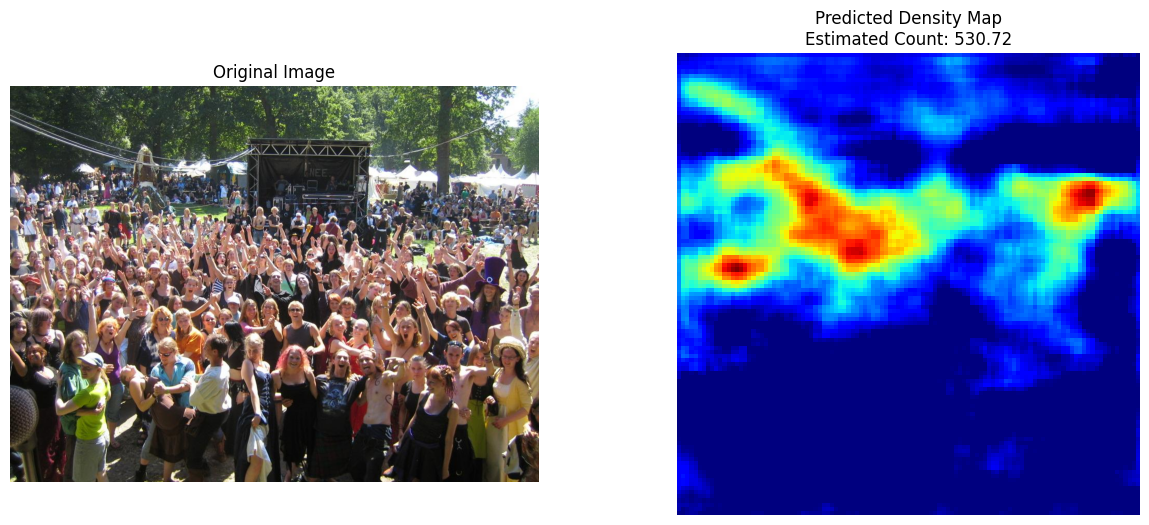 Original Image
Predicted Density Map
Estimated Count: 530.72